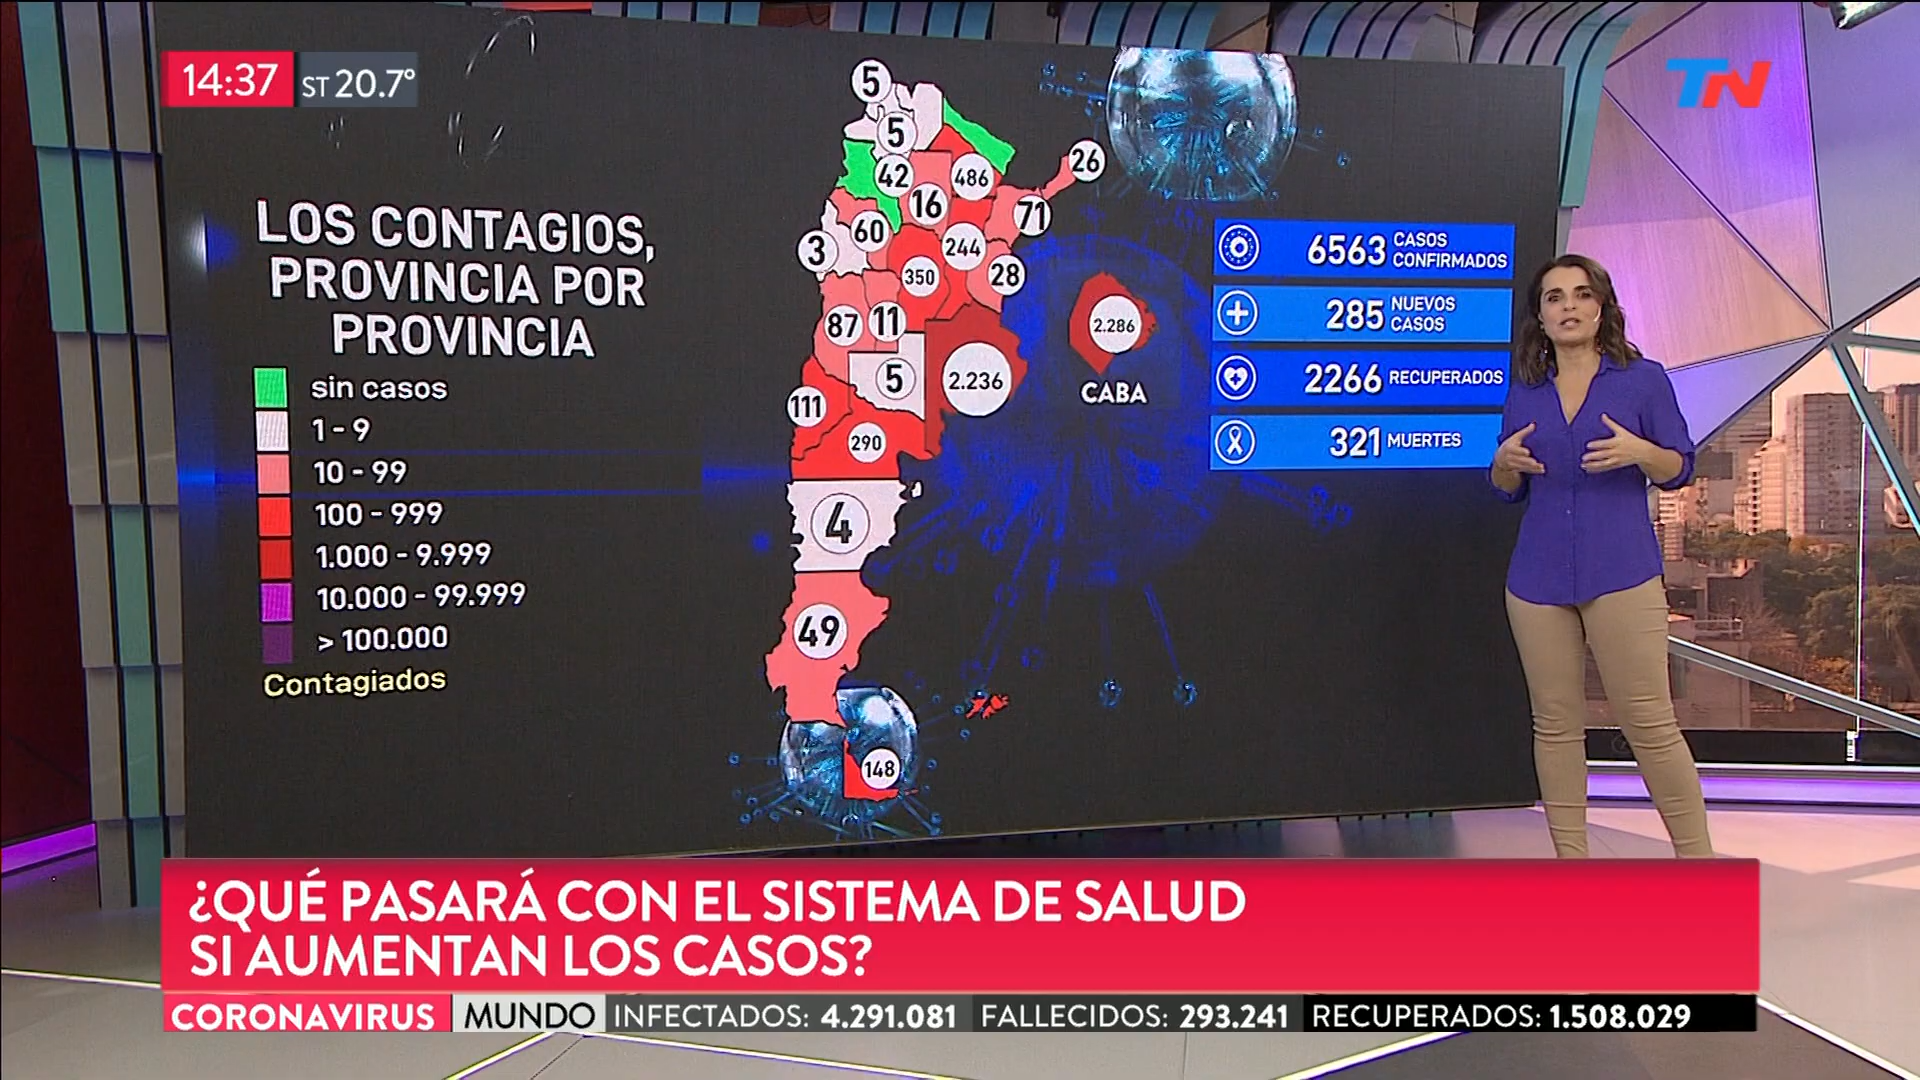 14:37 ST 20.7°
TN
LOS CONTAGIOS,
PROVINCIA POR
PROVINCIA
sin casos
1 - 9
10 - 99
100 - 999
1.000 - 9.999
10.000 - 99.999
> 100.000
Contagiados
5
5
42
486
26
16
71
60
3
244
350
28
87
11
5
2.236
111
290
4
49
148
2.286
CABA
6563 CASOS
CONFIRMADOS
285 NUEVOS
CASOS
2266 RECUPERADOS
321 MUERTES
¿QUÉ PASARÁ CON EL SISTEMA DE SALUD
SI AUMENTAN LOS CASOS?
CORONAVIRUS MUNDO INFECTADOS: 4.291.081 FALLECIDOS: 293.241 RECUPERADOS: 1.508.029